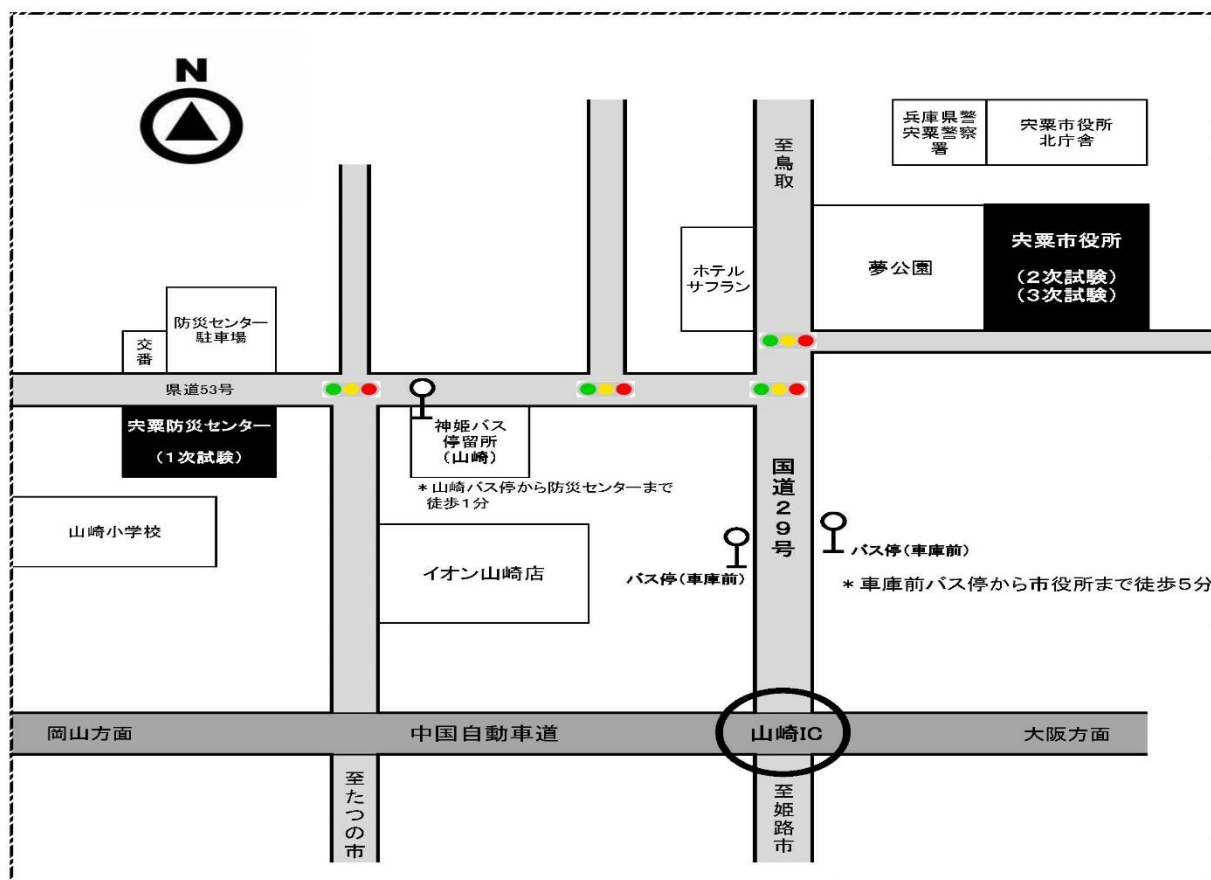 N
至鳥取
兵庫県警
宍粟警察
署
宍粟市役所
北庁舎
ホテル
サフラン
夢公園
宍粟市役所
(2次試験)
(3次試験)
防災センター
駐車場
交番
県道53号
宍粟防災センター
(1次試験)
神姫バス
停留所
(山崎)
*山崎バス停から防災センターまで
徒歩1分
山崎小学校
イオン山崎店
国道29号
バス停(車庫前)
バス停(車庫前)
*車庫前バス停から市役所まで徒歩5分
岡山方面
中国自動車道
山崎IC
大阪方面
至たつの市
至姫路市